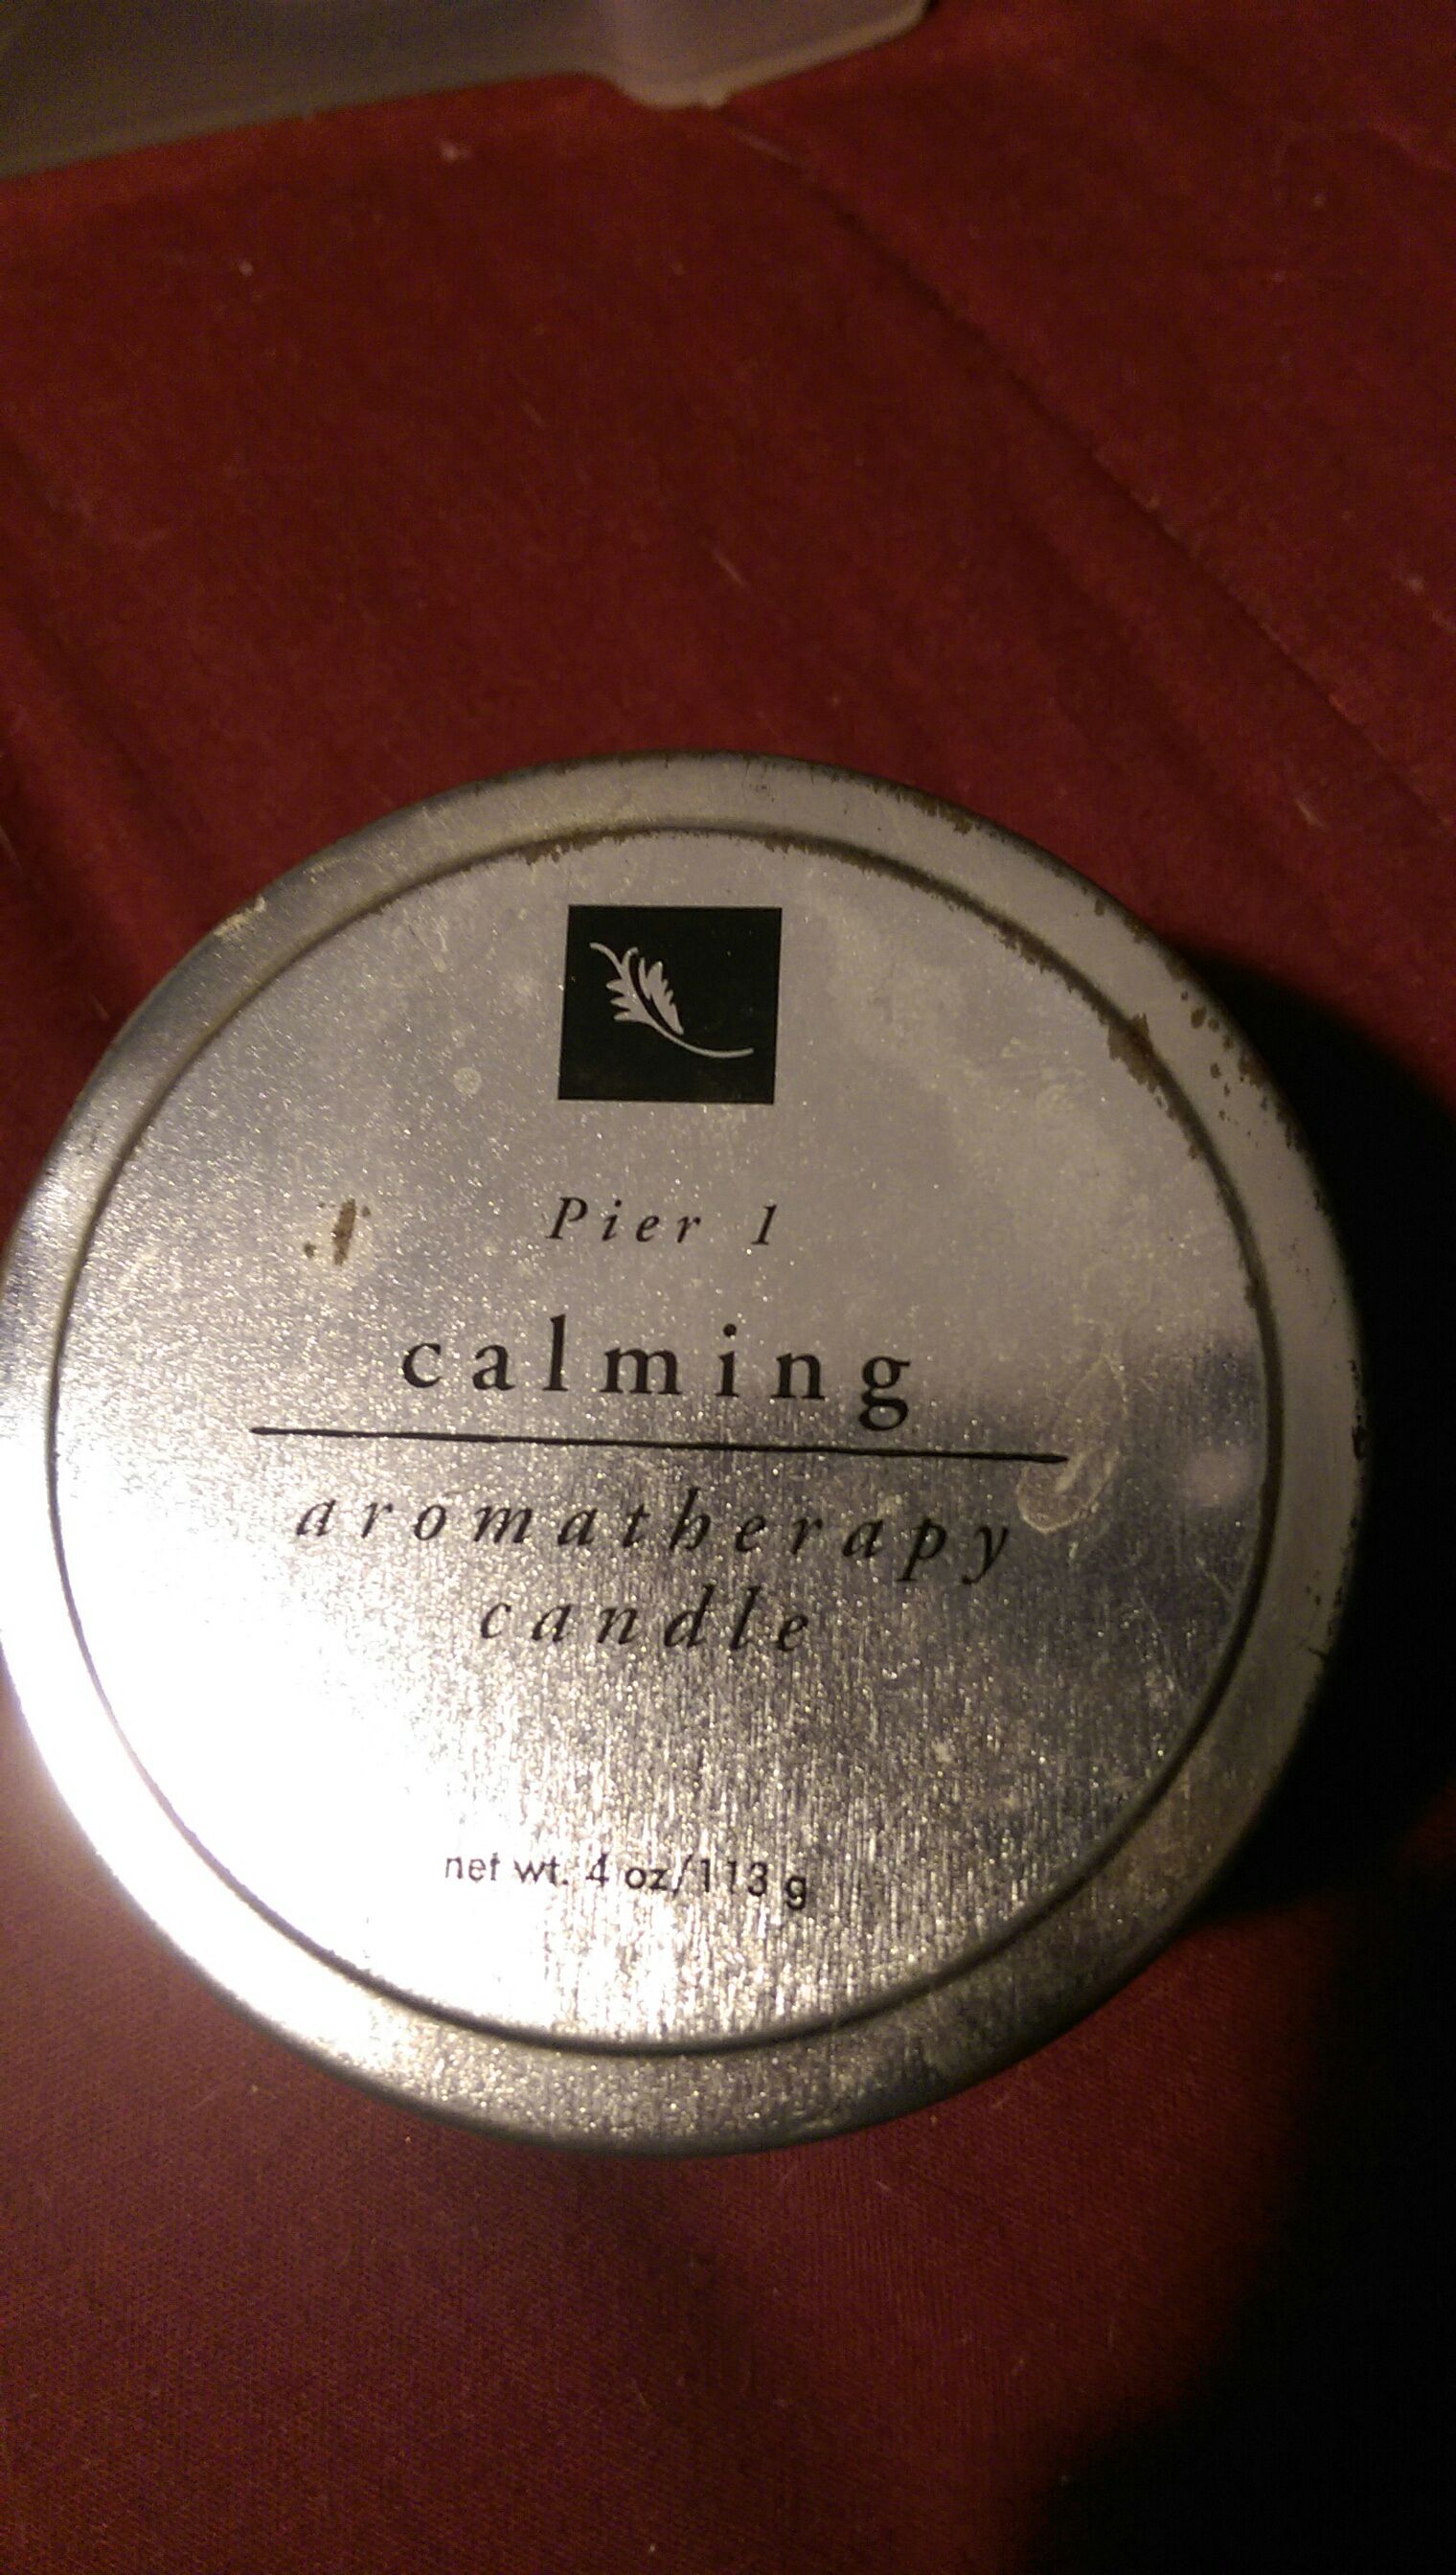 Pier 1
calming
aromatherapy
candle
net wt. 4 oz/113 g